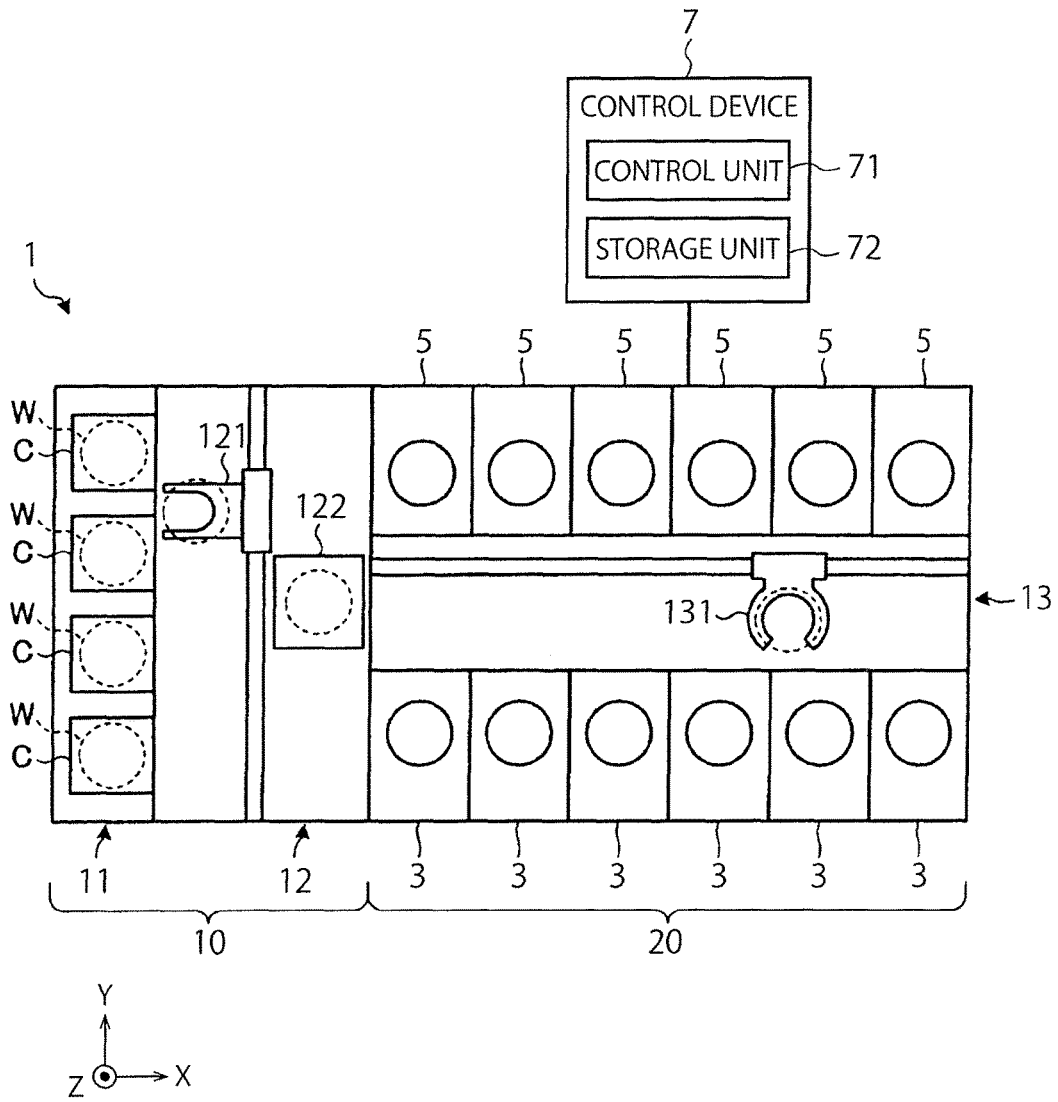 7
CONTROL DEVICE
CONTROL UNIT
71
STORAGE UNIT
72
1
5 5 5 5 5 5
W
C
121
W
C
122
W
C
131
13
W
C
11 12 3 3 3 3 3 3
10 20
Y
Z X